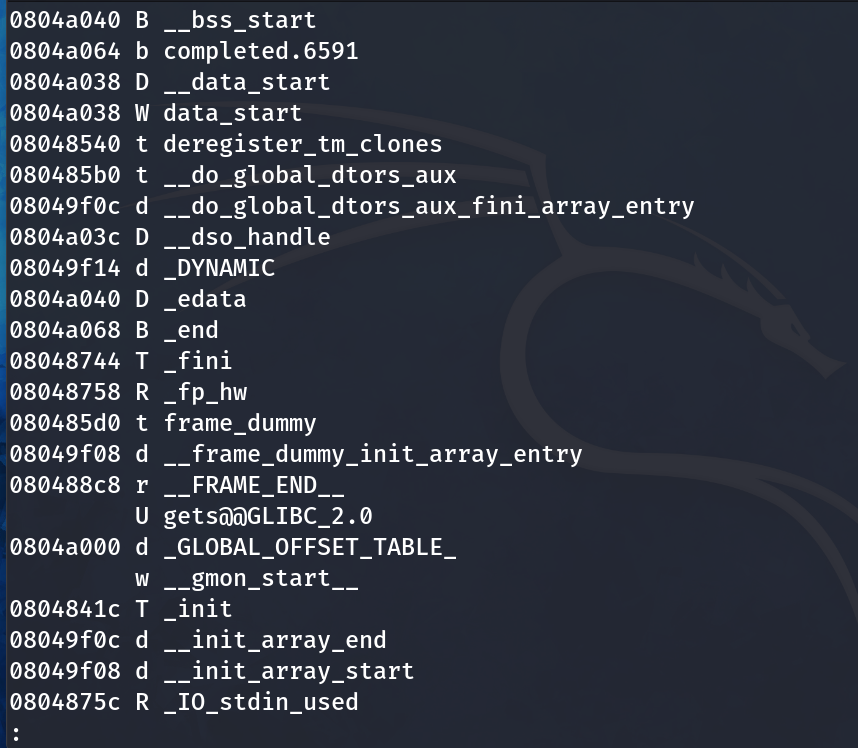 0804a040 B __bss_start
0804a064 b completed.6591
0804a038 D __data_start
0804a038 W data_start
08048540 t deregister_tm_clones
080485b0 t __do_global_dtors_aux
08049f0c d __do_global_dtors_aux_fini_array_entry
0804a03c D __dso_handle
08049f14 d _DYNAMIC
0804a040 D _edata
0804a068 B _end
08048744 T _fini
08048758 R _fp_hw
080485d0 t frame_dummy
08049f08 d __frame_dummy_init_array_entry
080488c8 r __FRAME_END__
         U gets@@GLIBC_2.0
0804a000 d _GLOBAL_OFFSET_TABLE_
         w __gmon_start__
0804841c T _init
08049f0c d __init_array_end
08049f08 d __init_array_start
0804875c R _IO_stdin_used
: